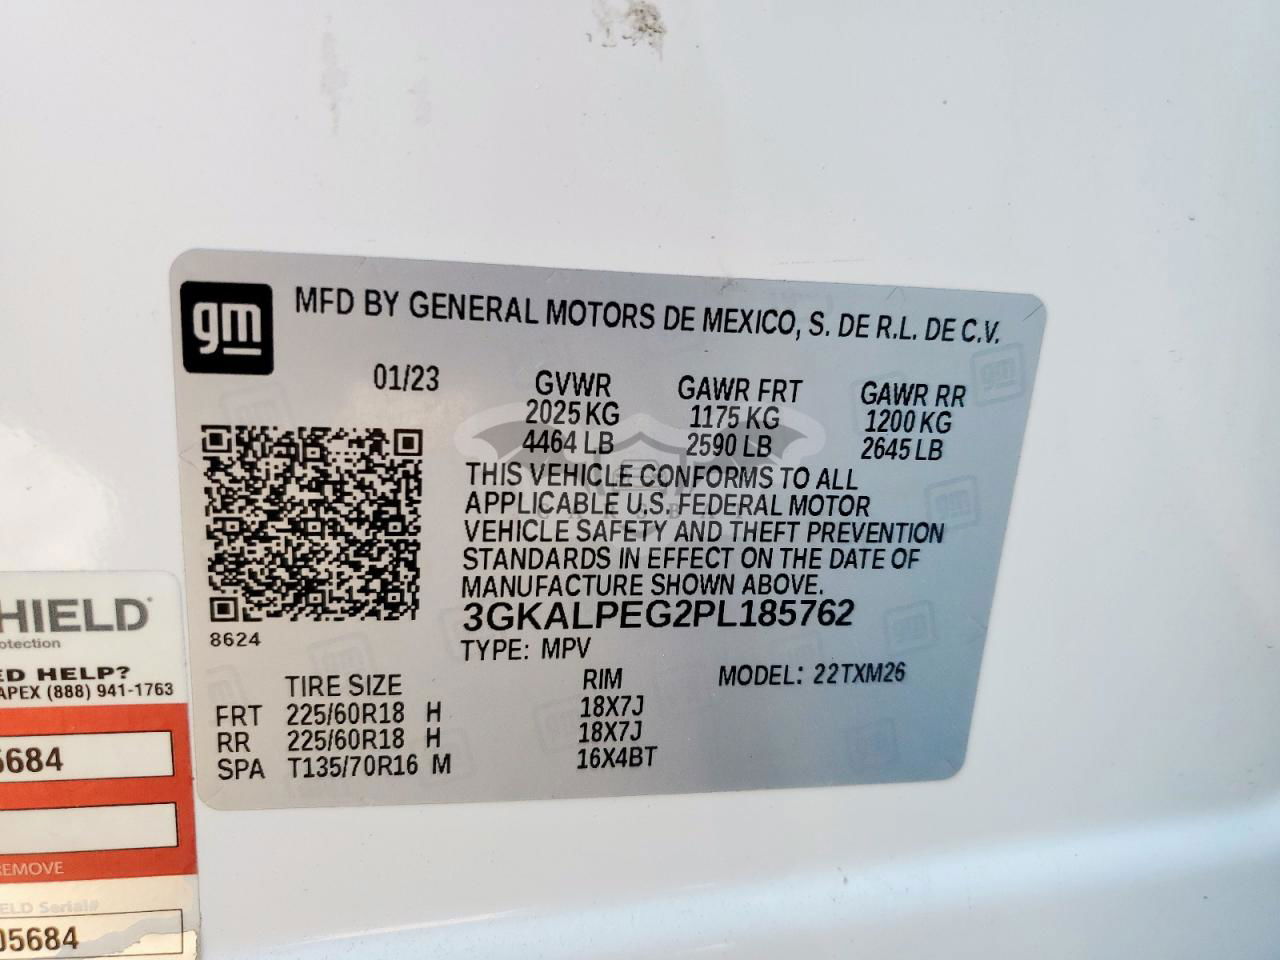 gm
MFD BY GENERAL MOTORS DE MEXICO, S. DE R.L. DE C.V.
01/23
GVWR GAWR FRT GAWR RR
2025 KG 1175 KG 1200 KG
4464 LB 2590 LB 2645 LB
THIS VEHICLE CONFORMS TO ALL
APPLICABLE U.S. FEDERAL MOTOR
VEHICLE SAFETY AND THEFT PREVENTION
STANDARDS IN EFFECT ON THE DATE OF
MANUFACTURE SHOWN ABOVE.
3GKALPEG2PL185762
8624
TYPE: MPV
MODEL: 22TXM26
TIRE SIZE RIM
FRT 225/60R18 H 18X7J
RR 225/60R18 H 18X7J
SPA T135/70R16 M 16X4BT
HIELD
otection
ED HELP?
APEX (888) 941-1763
5684
REMOVE
ELD Serial#
05684